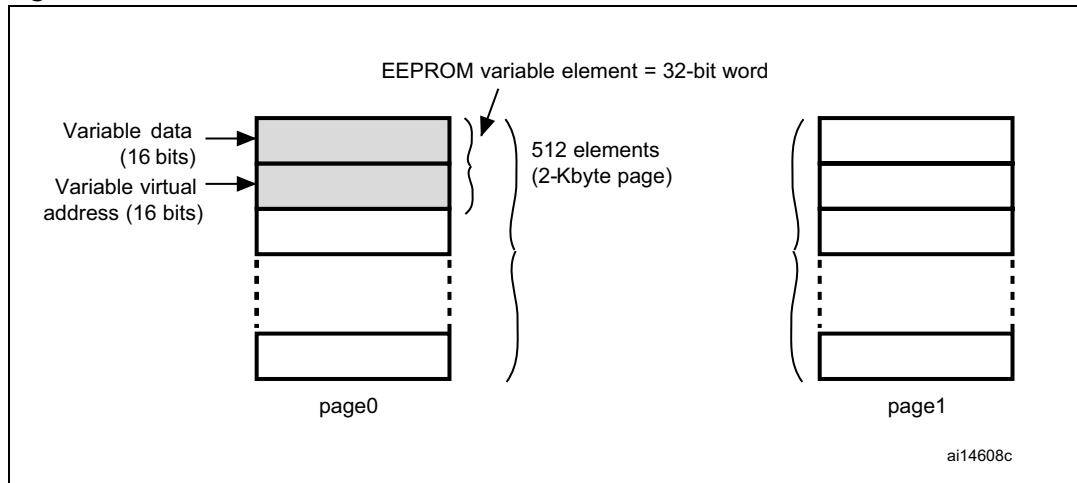 EEPROM variable element = 32-bit word
Variable data
(16 bits)
Variable virtual
address (16 bits)
512 elements
(2-Kbyte page)
page0
page1
ai14608c